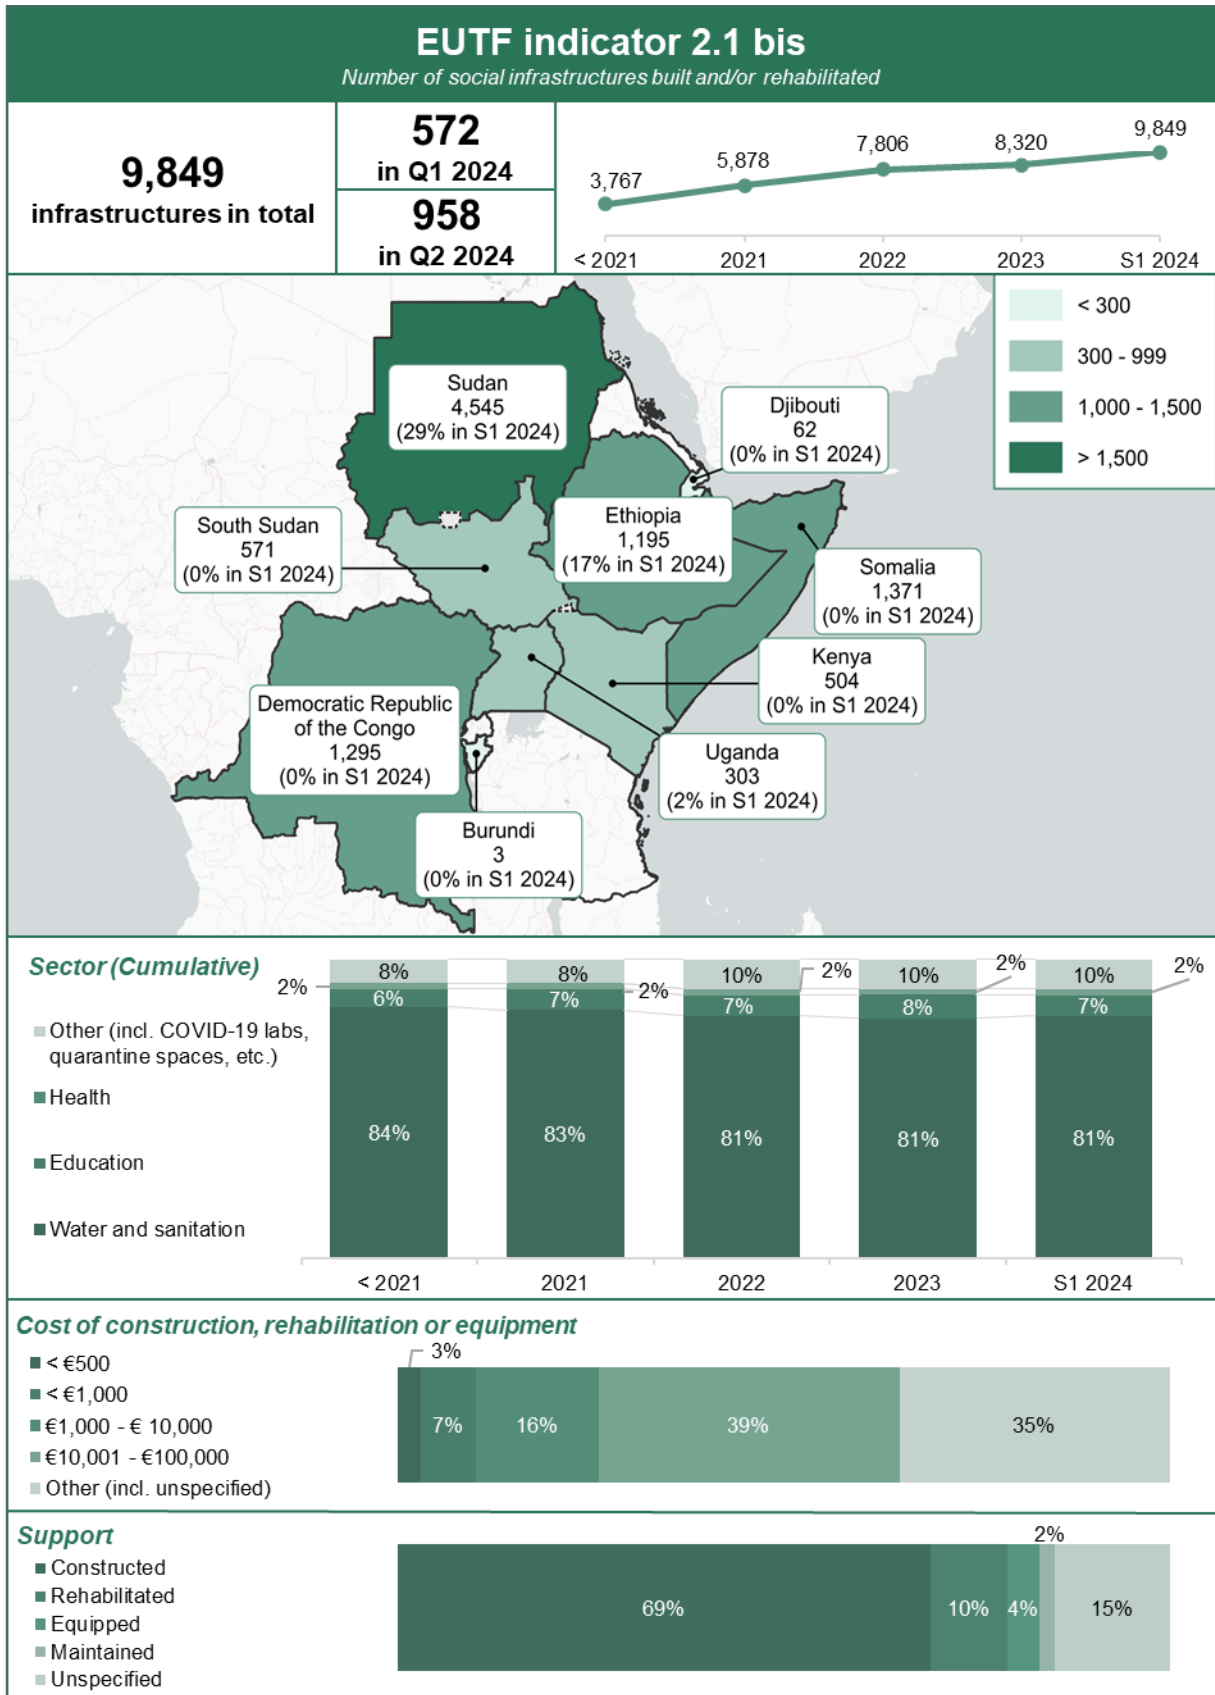 EUTF indicator 2.1 bis
Number of social infrastructures built and/or rehabilitated
9,849
infrastructures in total
572
in Q1 2024
958
in Q2 2024
3,767
5,878
7,806
8,320
9,849
< 2021
2021
2022
2023
S1 2024
< 300
300 - 999
1,000 - 1,500
> 1,500
Sudan
4,545
(29% in S1 2024)
Djibouti
62
(0% in S1 2024)
South Sudan
571
(0% in S1 2024)
Ethiopia
1,195
(17% in S1 2024)
Somalia
1,371
(0% in S1 2024)
Kenya
504
(0% in S1 2024)
Democratic Republic
of the Congo
1,295
(0% in S1 2024)
Uganda
303
(2% in S1 2024)
Burundi
3
(0% in S1 2024)
Sector (Cumulative)
Other (incl. COVID-19 labs,
quarantine spaces, etc.)
Health
Education
Water and sanitation
8%
2%
6%
84%
8%
2%
7%
83%
10%
2%
7%
81%
10%
2%
8%
81%
10%
2%
7%
81%
< 2021
2021
2022
2023
S1 2024
Cost of construction, rehabilitation or equipment
< €500
< €1,000
€1,000 - € 10,000
€10,001 - €100,000
Other (incl. unspecified)
3%
7%
16%
39%
35%
Support
Constructed
Rehabilitated
Equipped
Maintained
Unspecified
69%
10%
4%
2%
15%